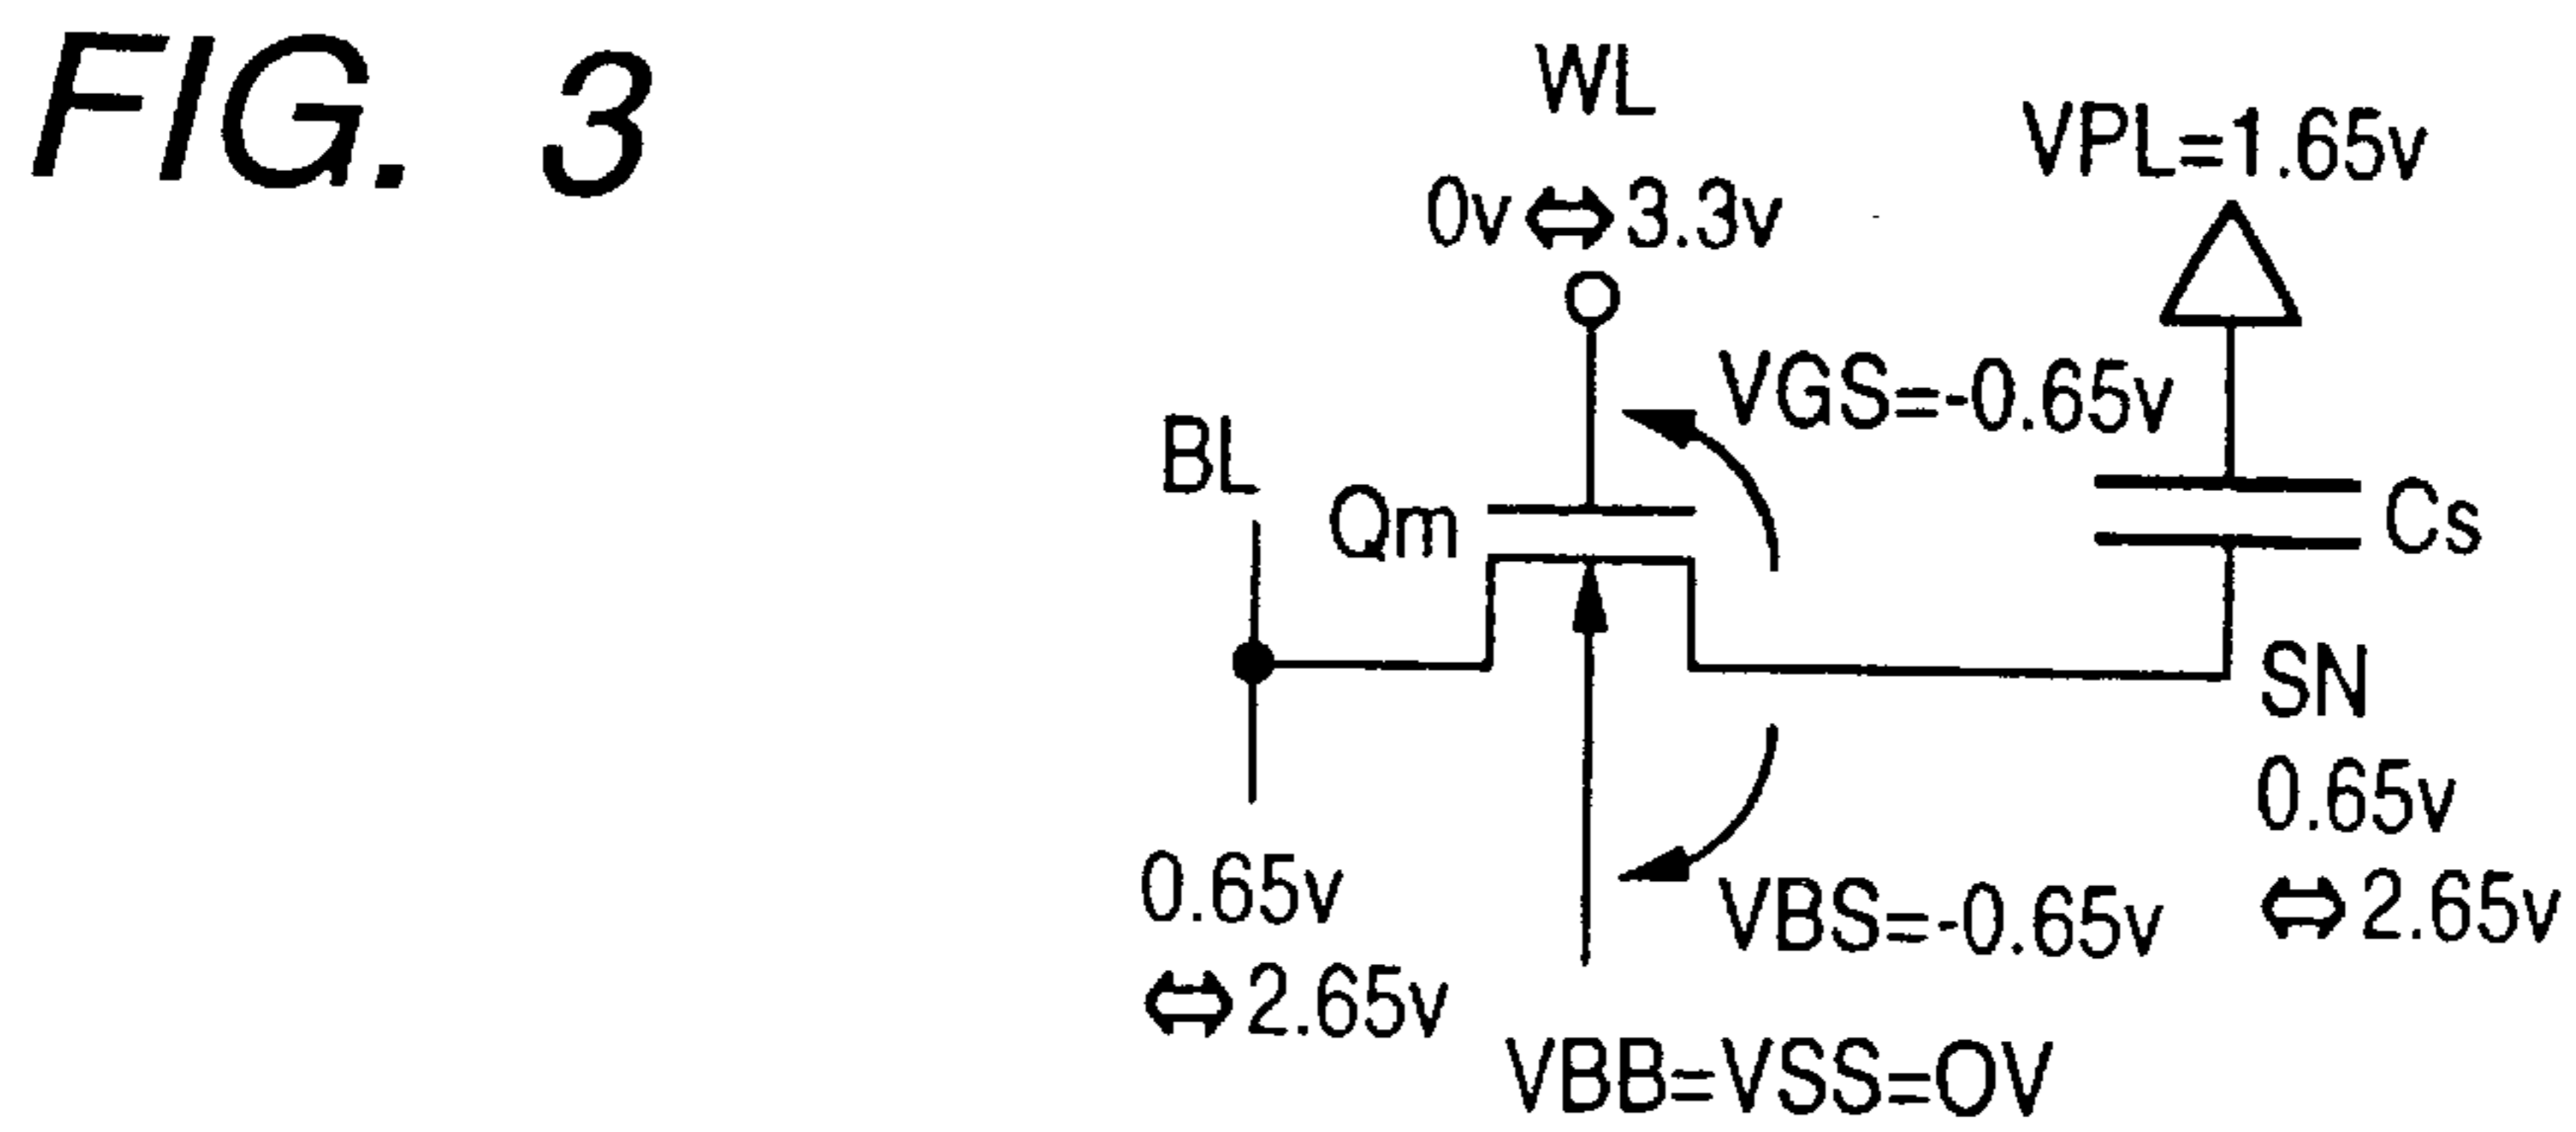 FIG. 3
WL
0v ⇔ 3.3v
VPL=1.65v
VGS=-0.65v
BL
Qm
Cs
SN
0.65v
⇔ 2.65v
0.65v
⇔ 2.65v
VBS=-0.65v
VBB=VSS=OV